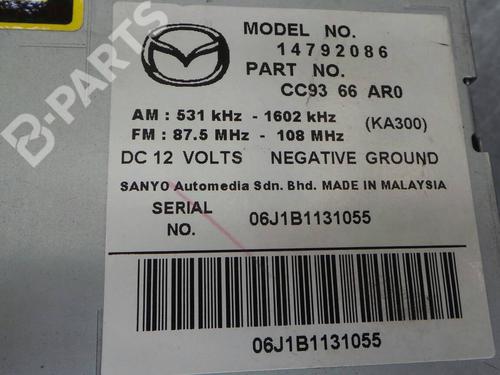 B-PARTS
MODEL NO.
14792086
PART NO.
CC93 66 AR0
AM : 531 kHz - 1602 kHz
FM : 87.5 MHz - 108 MHz
(KA300)
DC 12 VOLTS NEGATIVE GROUND
SANYO Automedia Sdn. Bhd. MADE IN MALAYSIA
SERIAL
NO.
06J1B1131055
06J1B1131055